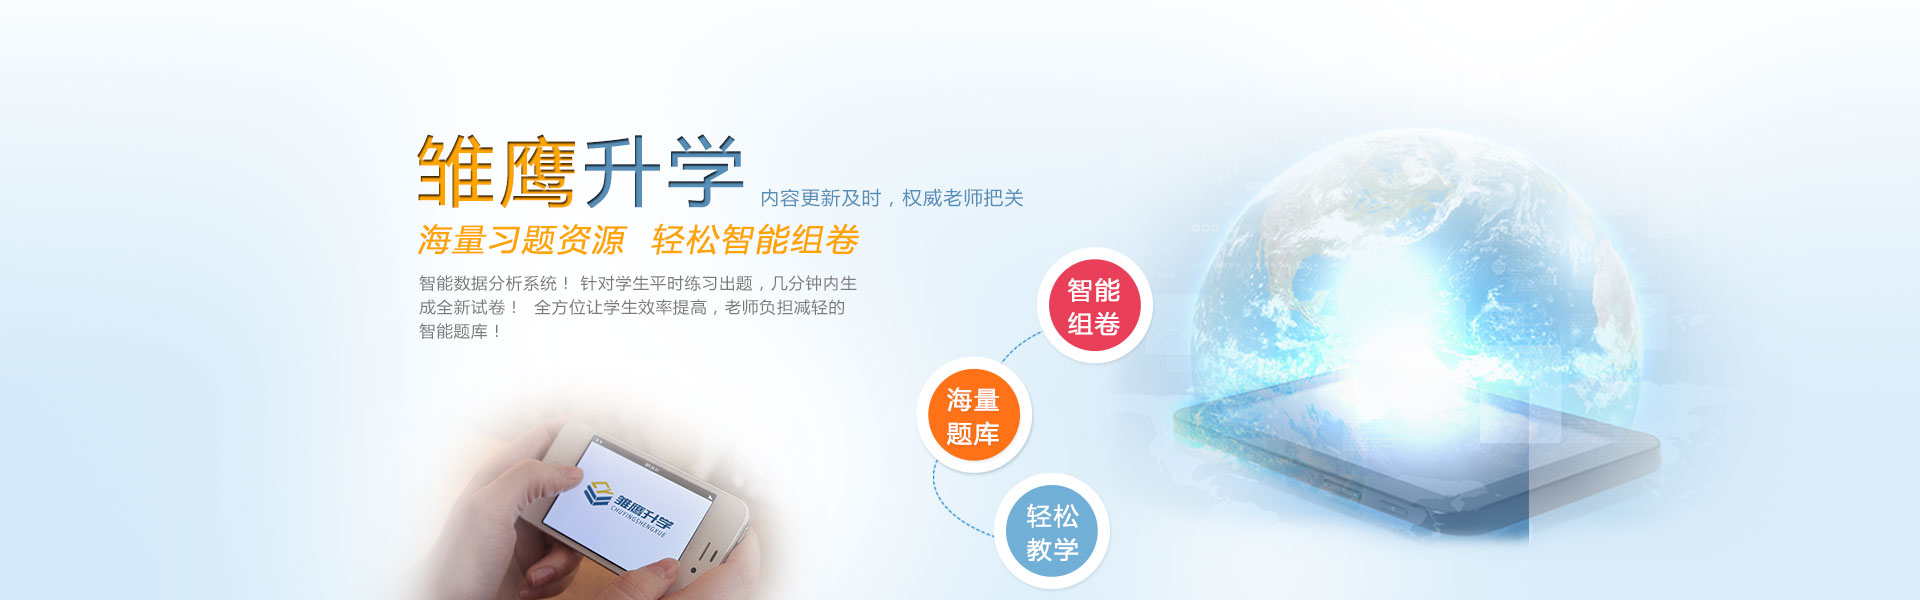 雏鹰升学
内容更新及时，权威老师把关
海量习题资源 轻松智能组卷
智能数据分析系统！ 针对学生平时练习出题，几分钟内生
成全新试卷！ 全方位让学生效率提高，老师负担减轻的
智能题库！
智能
组卷
海量
题库
轻松
教学
雏鹰升学
CHUYINGSHENGXUE